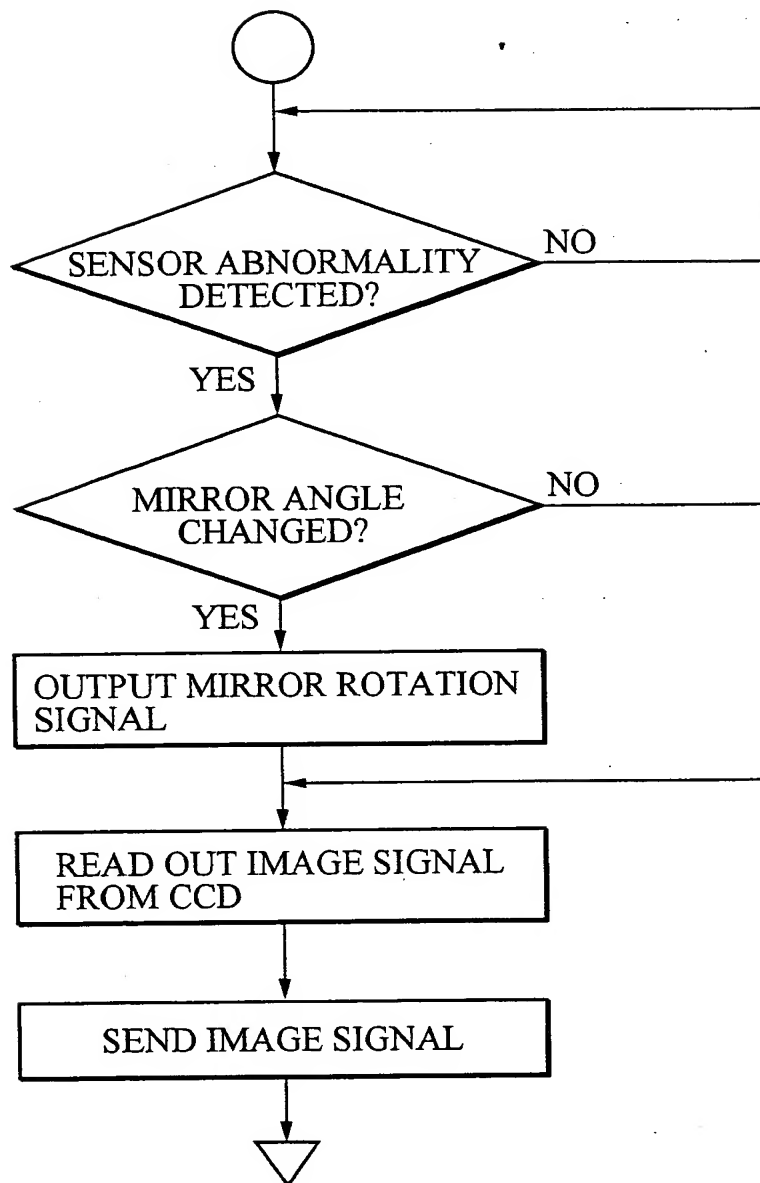 SENSOR ABNORMALITY
DETECTED?
NO
YES
MIRROR ANGLE
CHANGED?
NO
YES
OUTPUT MIRROR ROTATION
SIGNAL
READ OUT IMAGE SIGNAL
FROM CCD
SEND IMAGE SIGNAL